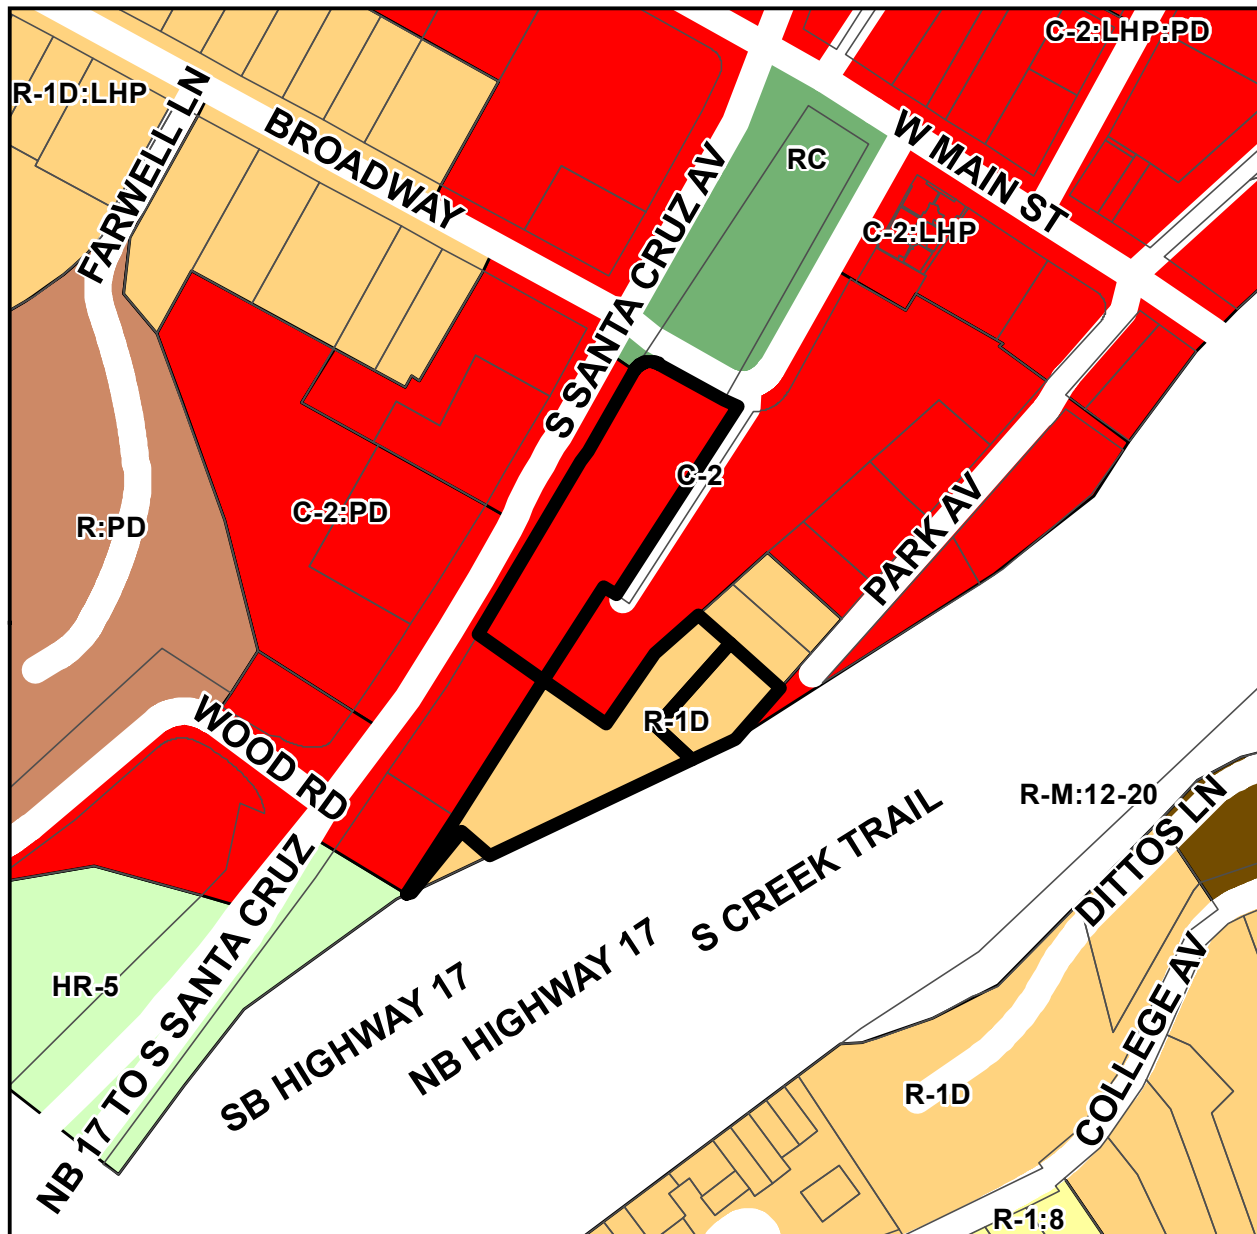 C-2:LHP:PD
R-1D:LHP
FARWELL LN
BROADWAY
W MAIN ST
RC
S SANTA CRUZ AV
C-2:LHP
C-2
C-2:PD
R:PD
PARK AV
R-1D
WOOD RD
R-M:12-20
DITTOS LN
S CREEK TRAIL
HR-5
NB 17 TO S SANTA CRUZ
SB HIGHWAY 17
NB HIGHWAY 17
COLLEGE AV
R-1D
R-1:8